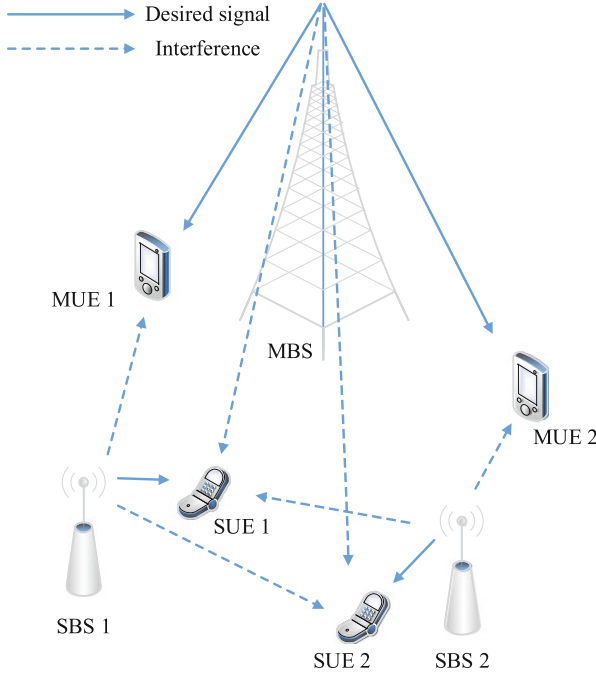 Desired signal
Interference
MUE 1
MBS
MUE 2
SUE 1
SBS 1
SUE 2
SBS 2